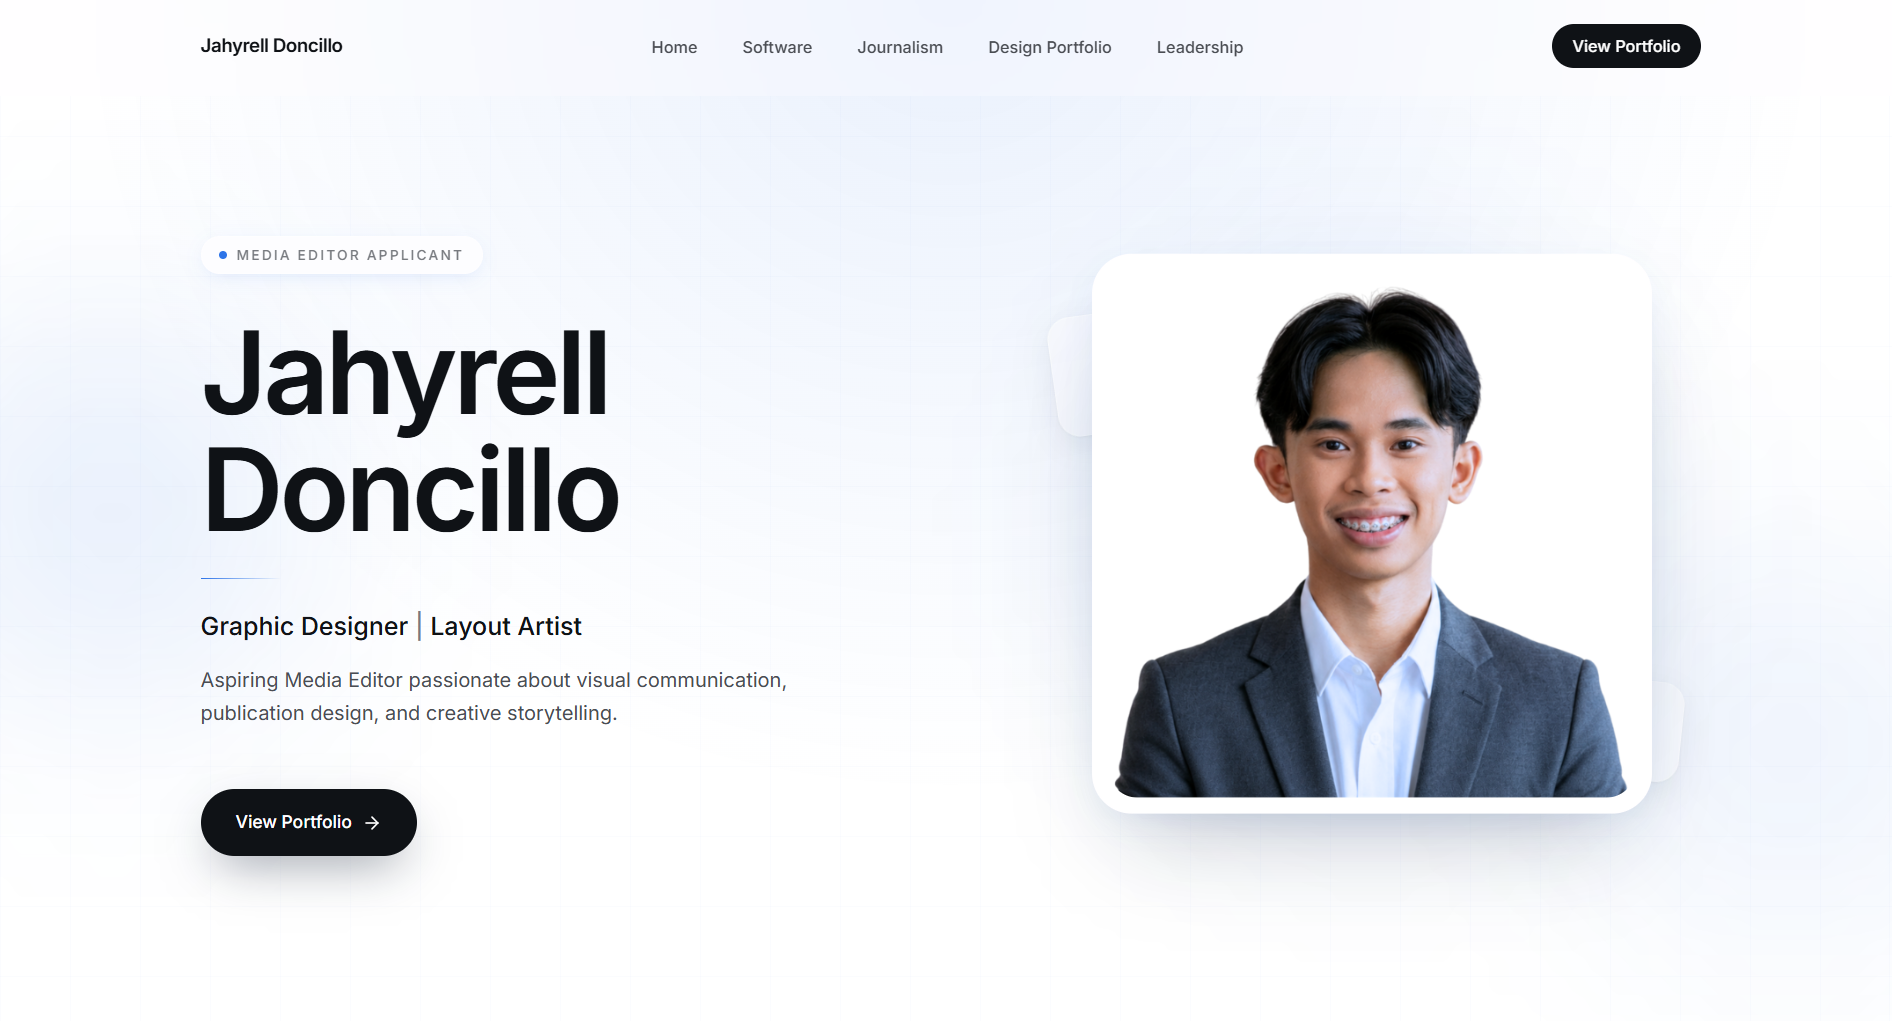 Jahyrell Doncillo
Home
Software
Journalism
Design Portfolio
Leadership
View Portfolio
MEDIA EDITOR APPLICANT
Jahyrell
Doncillo
Graphic Designer | Layout Artist
Aspiring Media Editor passionate about visual communication,
publication design, and creative storytelling.
View Portfolio →